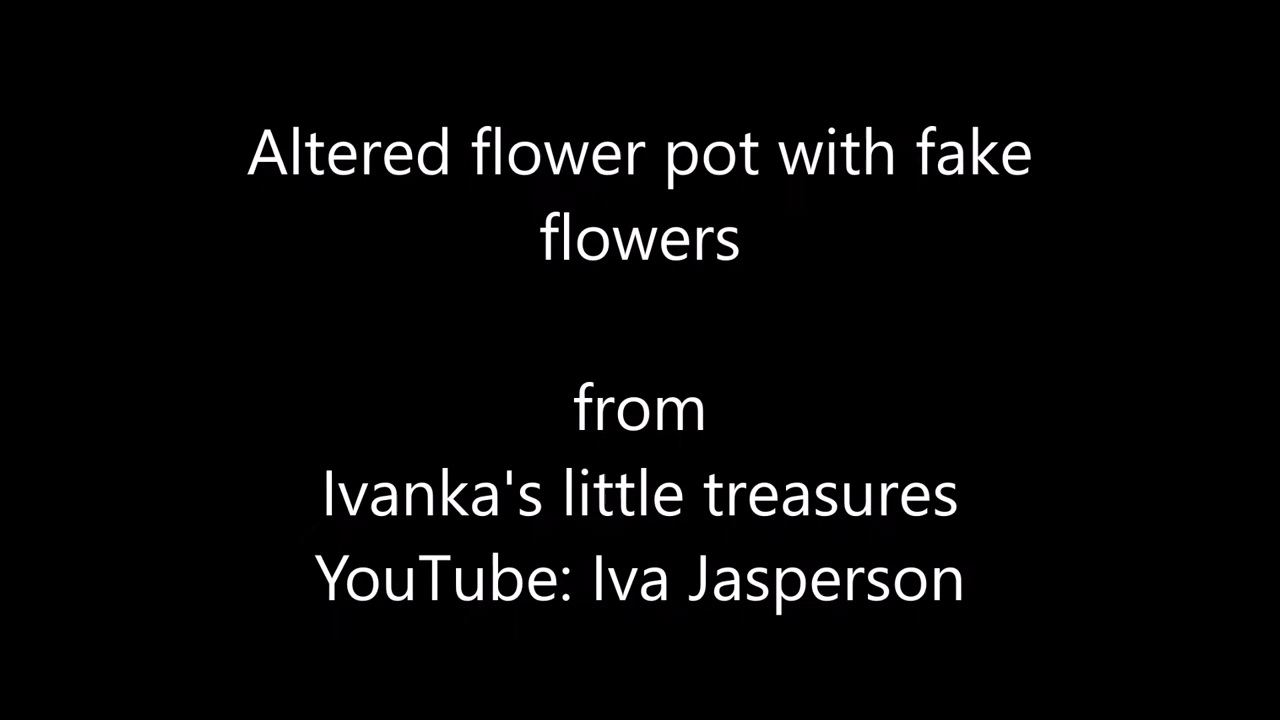 Altered flower pot with fake
flowers
from
Ivanka's little treasures
YouTube: Iva Jasperson